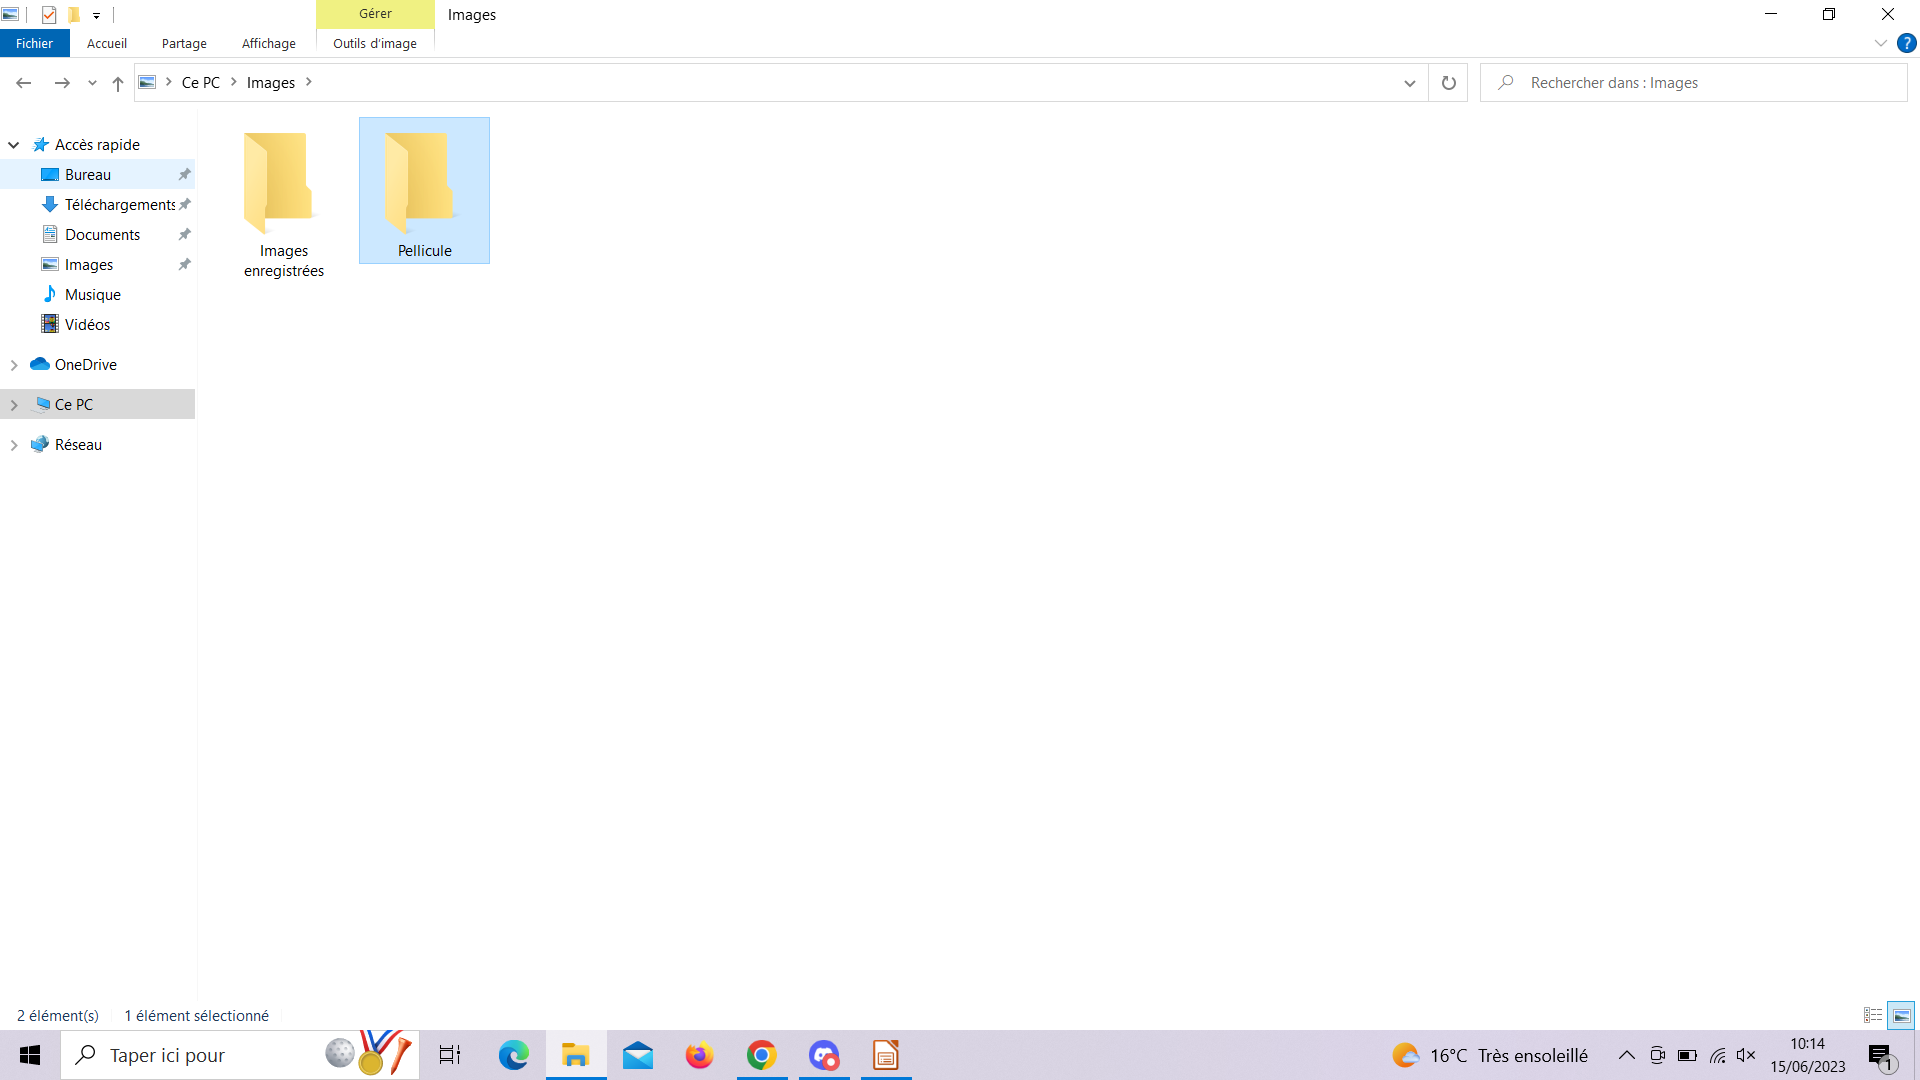 Gérer
Images
Fichier
Accueil
Partage
Affichage
Outils d'image
Ce PC
Images
Rechercher dans : Images
Accès rapide
Bureau
Téléchargements
Documents
Images
Musique
Vidéos
OneDrive
Ce PC
Réseau
Images
enregistrées
Pellicule
2 élément(s)
1 élément sélectionné
Taper ici pour
16°C Très ensoleillé
10:14
15/06/2023
1